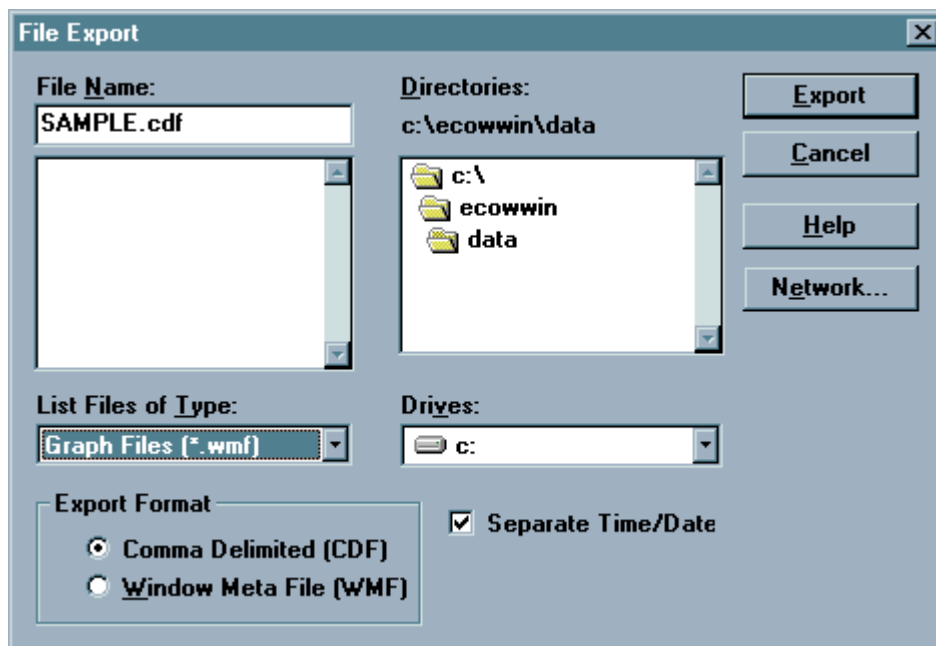 File Export
File Name:
SAMPLE.cdf
Directories:
c:\ecowwin\data
c:\
ecowwin
data
Export
Cancel
Help
Network...
List Files of Type:
Graph Files (*.wmf)
Drives:
c:
Export Format
Comma Delimited (CDF)
Window Meta File (WMF)
Separate Time/Date